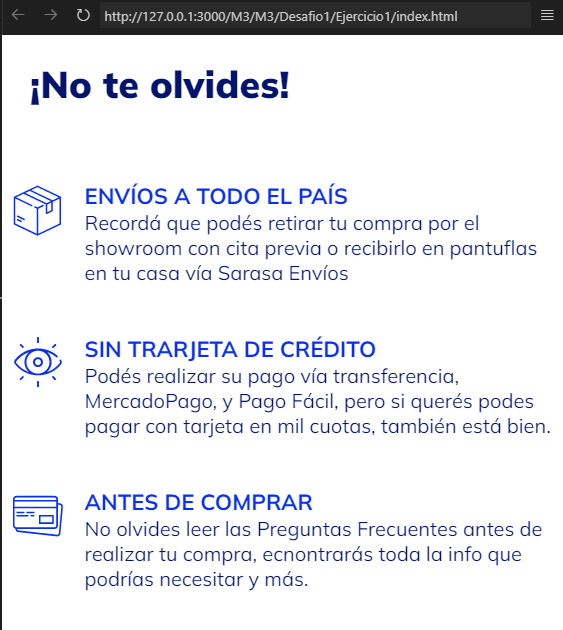 http://127.0.0.1:3000/M3/M3/Desafio1/Ejercicio1/index.html
¡No te olvides!
ENVÍOS A TODO EL PAÍS
Recordá que podés retirar tu compra por el
showroom con cita previa o recibirlo en pantuflas
en tu casa vía Sarasa Envíos
SIN TRARJETA DE CRÉDITO
Podés realizar su pago vía transferencia,
MercadoPago, y Pago Fácil, pero si querés podes
pagar con tarjeta en mil cuotas, también está bien.
ANTES DE COMPRAR
No olvides leer las Preguntas Frecuentes antes de
realizar tu compra, ecnontrarás toda la info que
podrías necesitar y más.